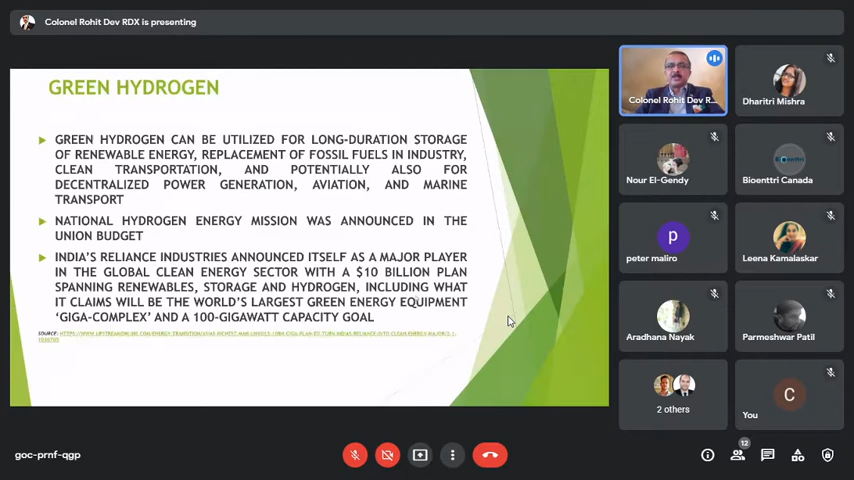 Colonel Rohit Dev RDX is presenting
GREEN HYDROGEN
GREEN HYDROGEN CAN BE UTILIZED FOR LONG-DURATION STORAGE
OF RENEWABLE ENERGY, REPLACEMENT OF FOSSIL FUELS IN INDUSTRY,
CLEAN TRANSPORTATION, AND POTENTIALLY ALSO FOR
DECENTRALIZED POWER GENERATION, AVIATION, AND MARINE
TRANSPORT
NATIONAL HYDROGEN ENERGY MISSION WAS ANNOUNCED IN THE
UNION BUDGET
INDIA'S RELIANCE INDUSTRIES ANNOUNCED ITSELF AS A MAJOR PLAYER
IN THE GLOBAL CLEAN ENERGY SECTOR WITH A $10 BILLION PLAN
SPANNING RENEWABLES, STORAGE AND HYDROGEN, INCLUDING WHAT
IT CLAIMS WILL BE THE WORLD'S LARGEST GREEN ENERGY EQUIPMENT
'GIGA-COMPLEX' AND A 100-GIGAWATT CAPACITY GOAL
SOURCE:
Colonel Rohit Dev R...
Dharitri Mishra
Nour El-Gendy
Bioenttri Canada
p
peter maliro
Leena Kamalaskar
Aradhana Nayak
Parmeshwar Patil
2 others
C
You
goc-prnf-qgp
12